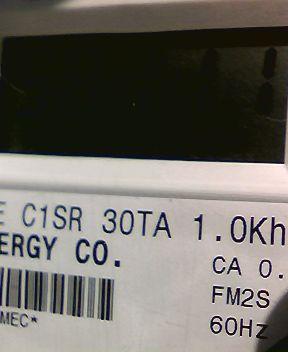 E C1SR 30TA 1.0Kh
ERGY CO.
CA 0.
FM2S
MEC*
60Hz